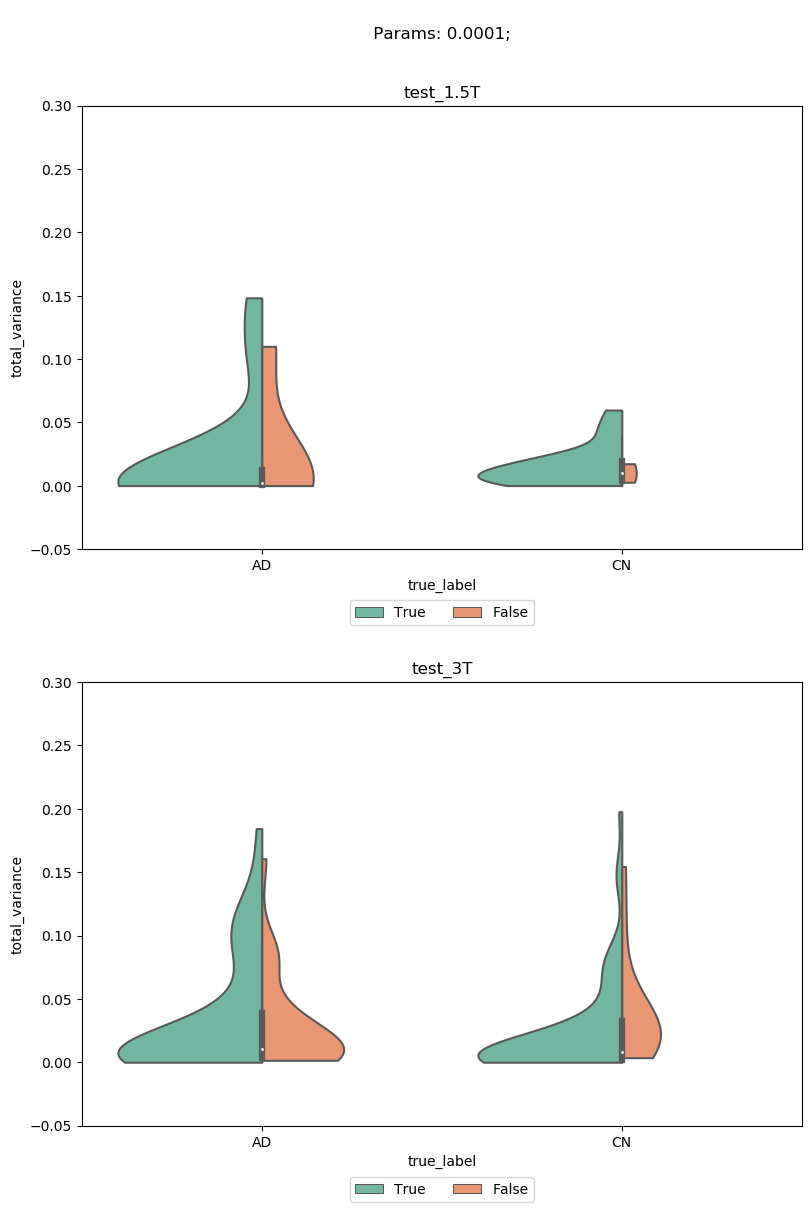 Params: 0.0001;
test_1.5T
0.30
0.25
0.20
0.15
0.10
0.05
0.00
−0.05
total_variance
AD CN
true_label
True False
test_3T
0.30
0.25
0.20
0.15
0.10
0.05
0.00
−0.05
total_variance
AD CN
true_label
True False